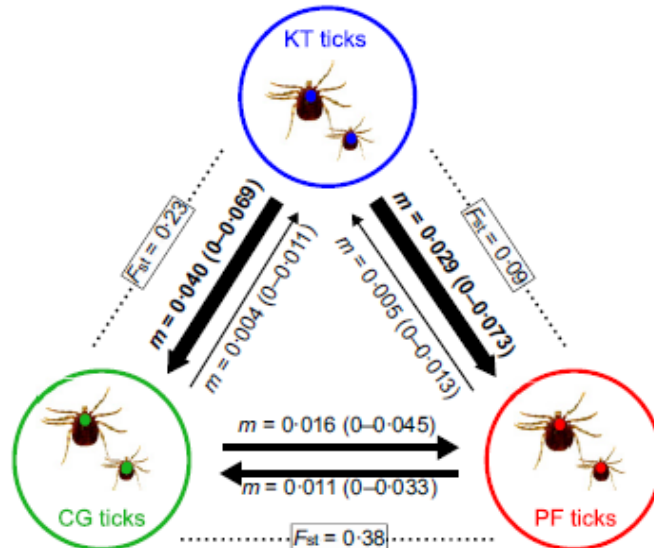 KT ticks
Fst = 0·23
m = 0·040 (0–0·069)
m = 0·004 (0–0·011)
m = 0·005 (0–0·013)
m = 0·029 (0–0·073)
Fst = 0·09
m = 0·016 (0–0·045)
m = 0·011 (0–0·033)
CG ticks
PF ticks
Fst = 0·38